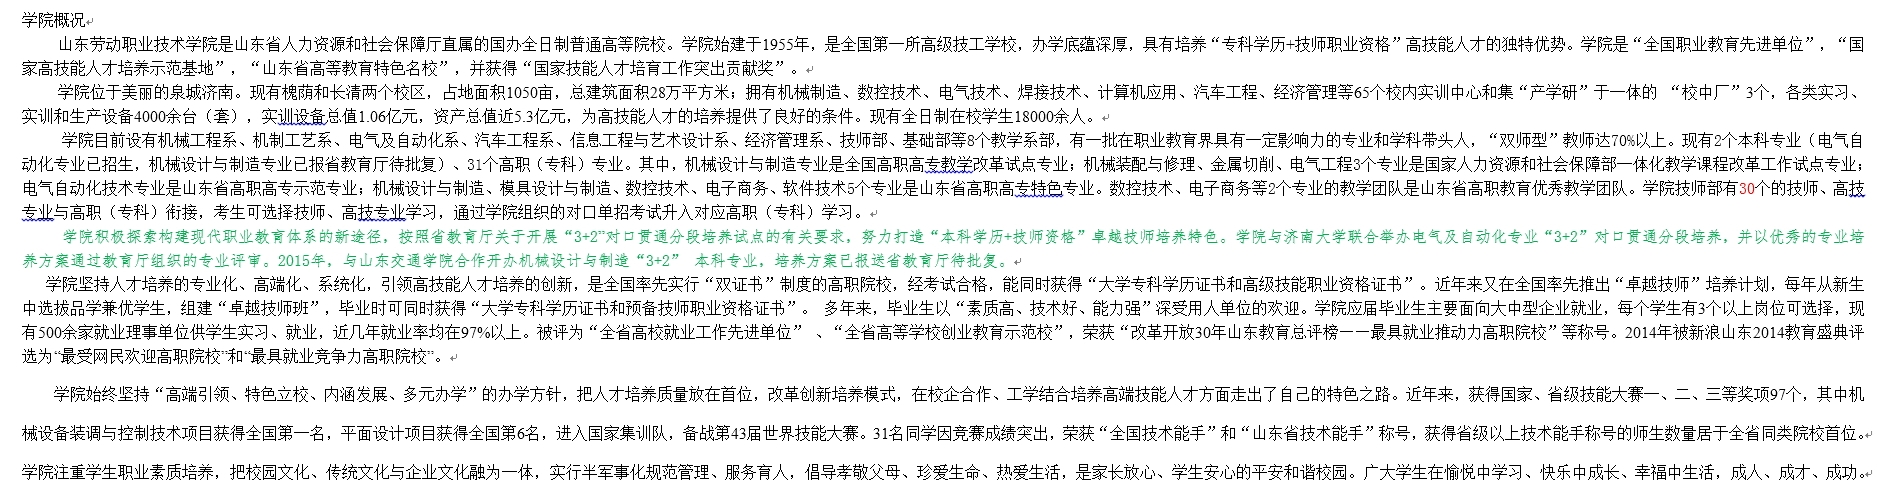 学院概况
山东劳动职业技术学院是山东省人力资源和社会保障厅直属的国办全日制普通高等院校。学院始建于1955年，是全国第一所高级技工学校，办学底蕴深厚，具有培养“专科学历+技师职业资格”高技能人才的独特优势。学院是“全国职业教育先进单位”，“国
家高技能人才培养示范基地”，“山东省高等教育特色名校”，并获得“国家技能人才培育工作突出贡献奖”。
学院位于美丽的泉城济南。现有槐荫和长清两个校区，占地面积1050亩，总建筑面积28万平方米；拥有机械制造、数控技术、电气技术、焊接技术、计算机应用、汽车工程、经济管理等65个校内实训中心和集“产学研”于一体的 “校中厂”3个，各类实习、
实训和生产设备4000余台（套），实训设备总值1.06亿元，资产总值近5.3亿元，为高技能人才的培养提供了良好的条件。现有全日制在校学生18000余人。
学院目前设有机械工程系、机制工艺系、电气及自动化系、汽车工程系、信息工程与艺术设计系、经济管理系、技师部、基础部等8个教学系部，有一批在职业教育界具有一定影响力的专业和学科带头人，“双师型”教师达70%以上。现有2个本科专业（电气自
动化专业已招生，机械设计与制造专业已报省教育厅待批复）、31个高职（专科）专业。其中，机械设计与制造专业是全国高职高专教学改革试点专业；机械装配与修理、金属切削、电气工程3个专业是国家人力资源和社会保障部一体化教学课程改革工作试点专业；
电气自动化技术专业是山东省高职高专示范专业；机械设计与制造、模具设计与制造、数控技术、电子商务、软件技术5个专业是山东省高职高专特色专业。数控技术、电子商务等2个专业的教学团队是山东省高职教育优秀教学团队。学院技师部有30个的技师、高技
专业与高职（专科）衔接，考生可选择技师、高技专业学习，通过学院组织的对口单招考试升入对应高职（专科）学习。
学院积极探索构建现代职业教育体系的新途径，按照省教育厅关于开展“3+2”对口贯通分段培养试点的有关要求，努力打造“本科学历+技师资格”卓越技师培养特色。学院与济南大学联合举办电气及自动化专业“3+2”对口贯通分段培养，并以优秀的专业培
养方案通过教育厅组织的专业评审。2015年，与山东交通学院合作开办机械设计与制造“3+2” 本科专业，培养方案已报送省教育厅待批复。
学院坚持人才培养的专业化、高端化、系统化，引领高技能人才培养的创新，是全国率先实行“双证书”制度的高职院校，经考试合格，能同时获得“大学专科学历证书和高级技能职业资格证书”。近年来又在全国率先推出“卓越技师”培养计划，每年从新生
中选拔品学兼优学生，组建“卓越技师班”，毕业时可同时获得“大学专科学历证书和预备技师职业资格证书”。 多年来，毕业生以“素质高、技术好、能力强”深受用人单位的欢迎。学院应届毕业生主要面向大中型企业就业，每个学生有3个以上岗位可选择，现
有500余家就业理事单位供学生实习、就业，近几年就业率均在97%以上。被评为“全省高校就业工作先进单位” 、“全省高等学校创业教育示范校”，荣获“改革开放30年山东教育总评榜——最具就业推动力高职院校”等称号。2014年被新浪山东2014教育盛典评
选为“最受网民欢迎高职院校”和“最具就业竞争力高职院校”。
学院始终坚持“高端引领、特色立校、内涵发展、多元办学”的办学方针，把人才培养质量放在首位，改革创新培养模式，在校企合作、工学结合培养高端技能人才方面走出了自己的特色之路。近年来，获得国家、省级技能大赛一、二、三等奖项97个，其中机
械设备装调与控制技术项目获得全国第一名，平面设计项目获得全国第6名，进入国家集训队，备战第43届世界技能大赛。31名同学因竞赛成绩突出，荣获“全国技术能手”和“山东省技术能手”称号，获得省级以上技术能手称号的师生数量居于全省同类院校首位。
学院注重学生职业素质培养，把校园文化、传统文化与企业文化融为一体，实行半军事化规范管理、服务育人，倡导孝敬父母、珍爱生命、热爱生活，是家长放心、学生安心的平安和谐校园。广大学生在愉悦中学习、快乐中成长、幸福中生活，成人、成才、成功。